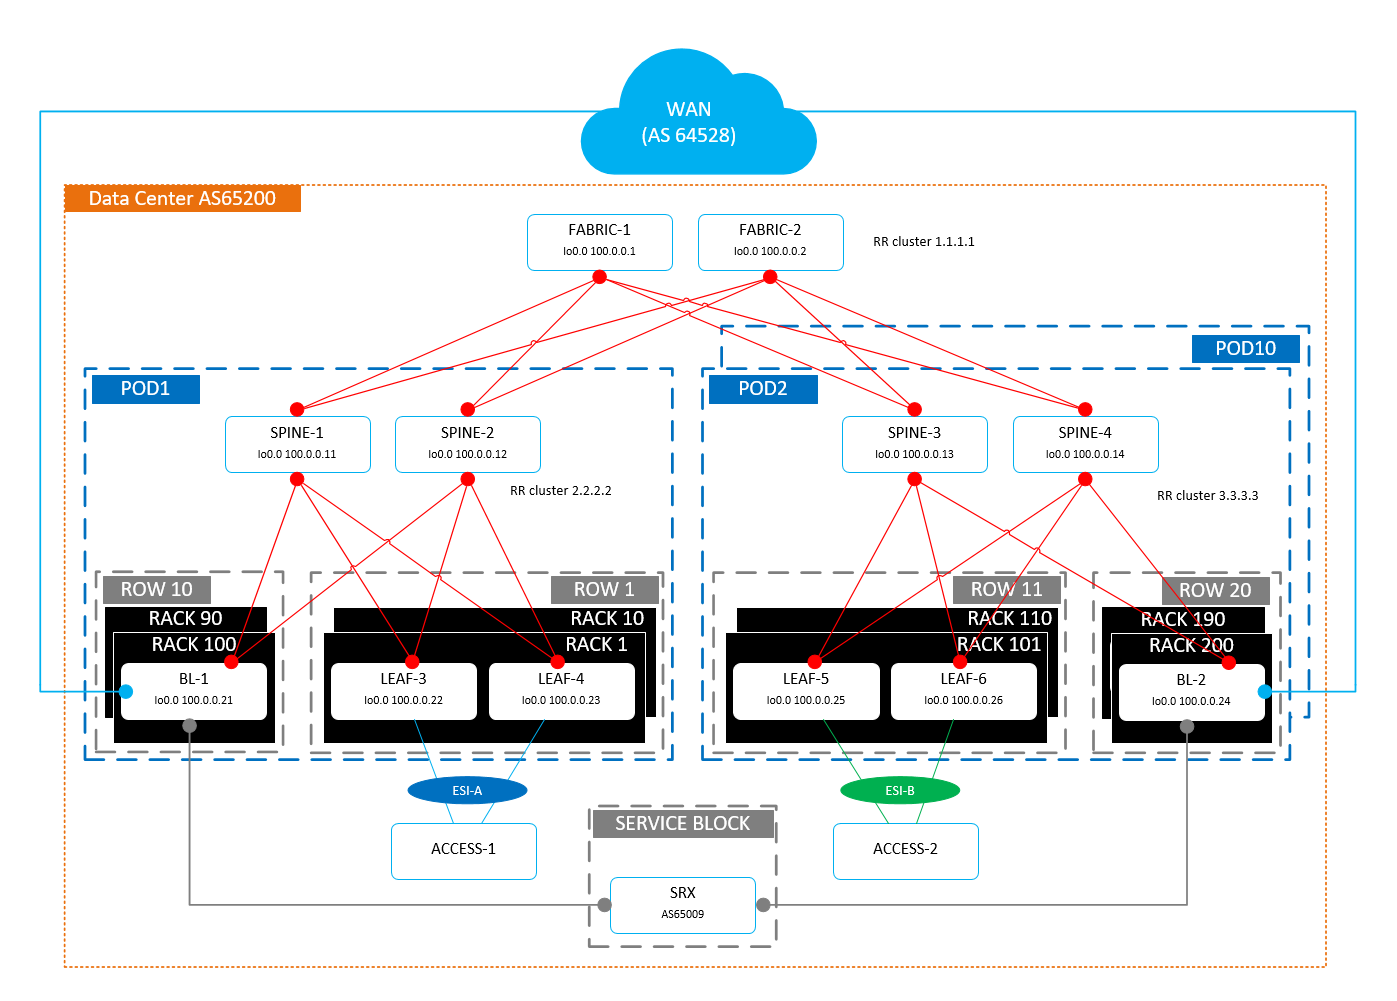 WAN
(AS 64528)
Data Center AS65200
FABRIC-1
lo0.0 100.0.0.1
FABRIC-2
lo0.0 100.0.0.2
RR cluster 1.1.1.1
POD10
POD1
POD2
SPINE-1
lo0.0 100.0.0.11
SPINE-2
lo0.0 100.0.0.12
SPINE-3
lo0.0 100.0.0.13
SPINE-4
lo0.0 100.0.0.14
RR cluster 2.2.2.2
RR cluster 3.3.3.3
ROW 10
RACK 90
RACK 100
BL-1
lo0.0 100.0.0.21
ROW 1
RACK 10
RACK 1
LEAF-3
lo0.0 100.0.0.22
LEAF-4
lo0.0 100.0.0.23
ROW 11
RACK 110
RACK 101
LEAF-5
lo0.0 100.0.0.25
LEAF-6
lo0.0 100.0.0.26
ROW 20
RACK 190
RACK 200
BL-2
lo0.0 100.0.0.24
ESI-A
ESI-B
ACCESS-1
ACCESS-2
SERVICE BLOCK
SRX
AS65009